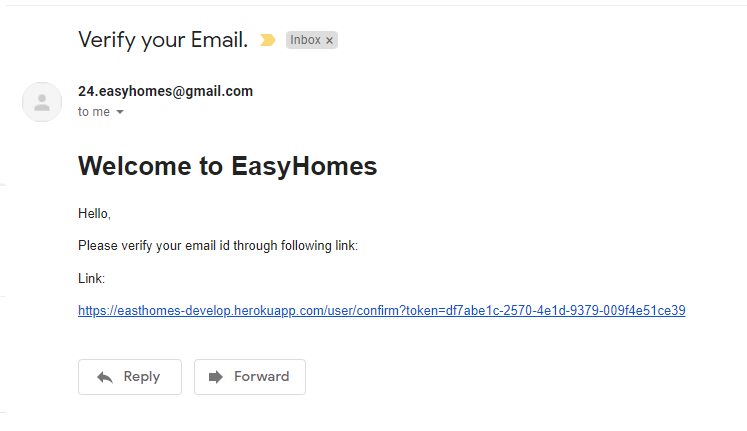 Verify your Email.
Inbox ×
24.easyhomes@gmail.com
to me
Welcome to EasyHomes
Hello,
Please verify your email id through following link:
Link:
https://easthomes-develop.herokuapp.com/user/confirm?token=df7abe1c-2570-4e1d-9379-009f4e51ce39
Reply
Forward